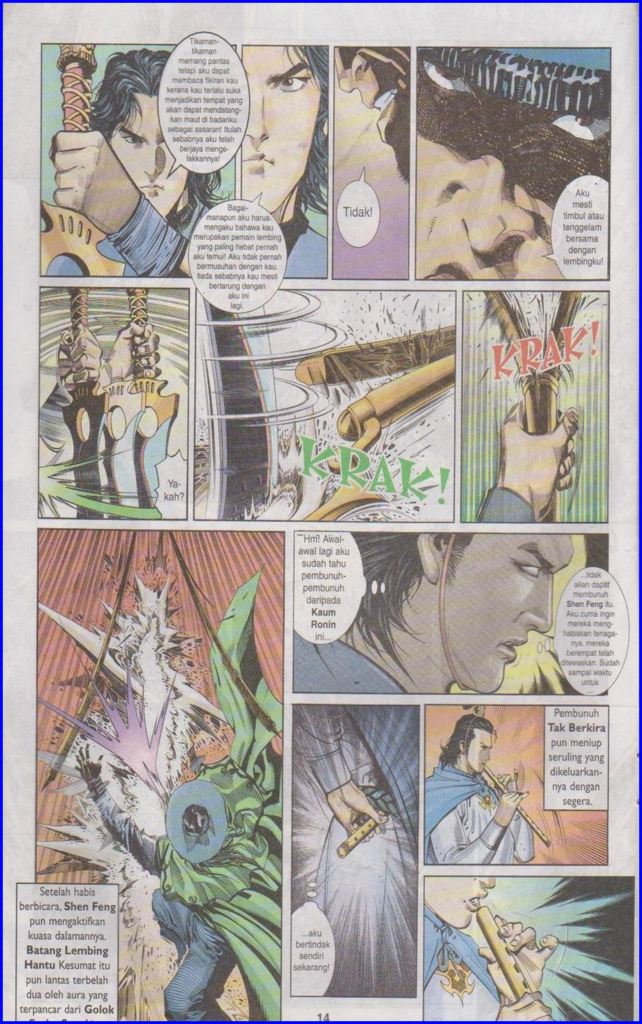 Tikaman-
tikaman
memang pantas
tetapi aku dapat
membaca fikiran kau
kerana kau terlalu suka
menjadikan tempat yang
akan dapat mendatang-
kan maut di badanku
sebagai sasaran! Itulah
sebabnya aku telah
berjaya menge-
lakkannya!
Bagai-
manapun aku harus
mengaku bahawa kau
merupakan pemain lembing
yang paling hebat pernah
aku temui! Aku tidak pernah
bermusuhan dengan kau,
tiada sebabnya kau mesti
bertarung dengan
aku ini
lagi.
Tidak!
Aku
mesti
timbul atau
tenggelam
bersama
dengan
lembingku!
Ya-
kah?
KRAK!
KRAK!
Hm! Awal-
awal lagi aku
sudah tahu
pembunuh-
pembunuh
daripada
Kaum
Ronin
ini...
...tidak
akan dapat
membunuh
Shen Feng itu.
Aku cuma ingin
mereka meng-
habiskan tenaga-
nya, mereka
berempat telah
ditewaskan. Sudah
sampai waktu
untuk
Pembunuh
Tak Berkira
pun meniup
seruling yang
dikeluarkan-
nya dengan
segera.
...aku
bertindak
sendiri
sekarang!
Setelah habis
berbicara, Shen Feng
pun mengaktifkan
kuasa dalamannya.
Batang Lembing
Hantu Kesumat itu
pun lantas terbelah
dua oleh aura yang
terpancar dari Golok
14